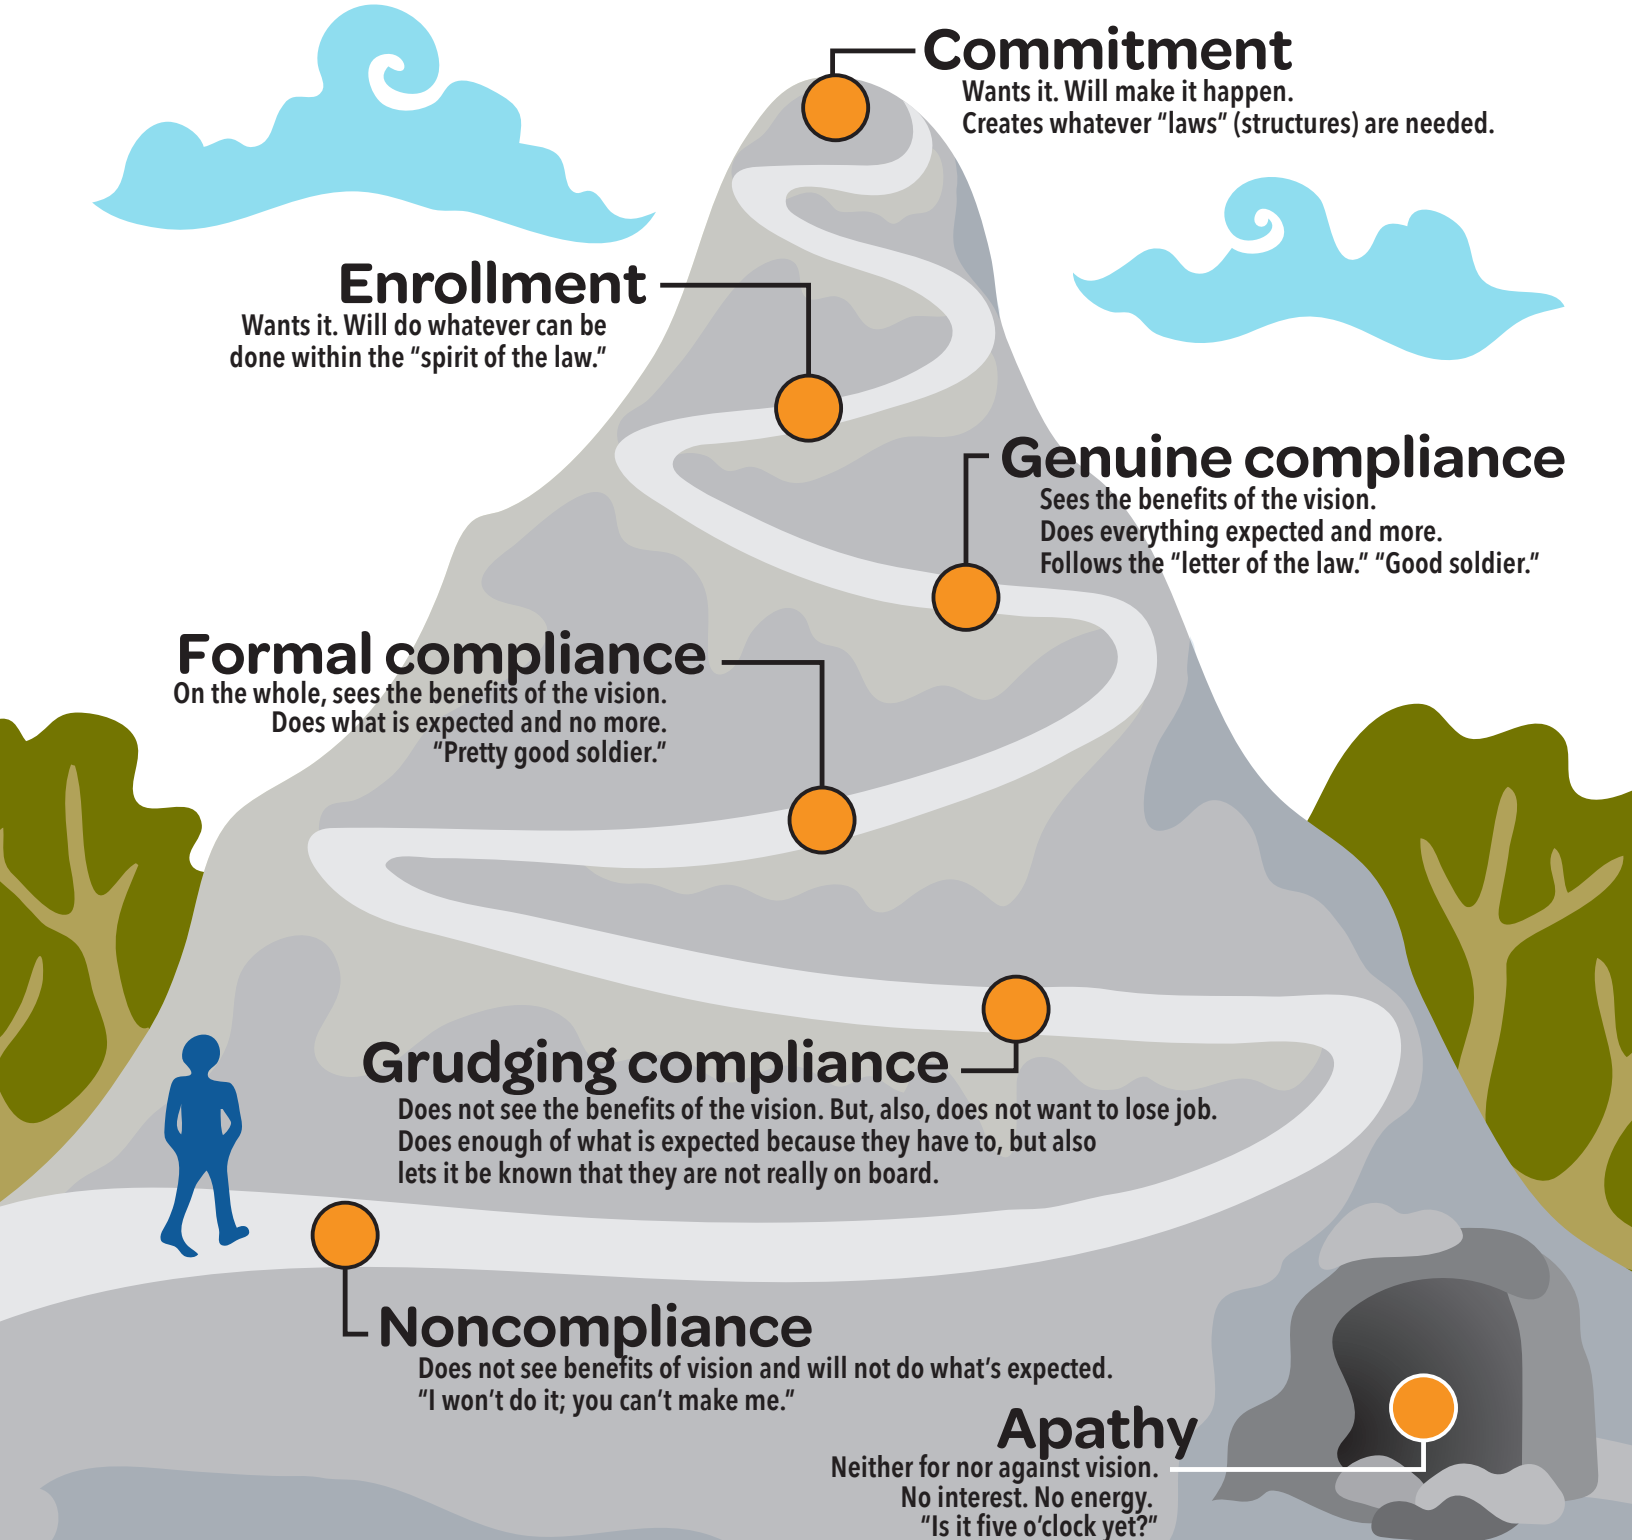 Commitment
Wants it. Will make it happen.
Creates whatever “laws” (structures) are needed.
Enrollment
Wants it. Will do whatever can be
done within the “spirit of the law.”
Genuine compliance
Sees the benefits of the vision.
Does everything expected and more.
Follows the “letter of the law.” “Good soldier.”
Formal compliance
On the whole, sees the benefits of the vision.
Does what is expected and no more.
“Pretty good soldier.”
Grudging compliance
Does not see the benefits of the vision. But, also, does not want to lose job.
Does enough of what is expected because they have to, but also
lets it be known that they are not really on board.
Noncompliance
Does not see benefits of vision and will not do what’s expected.
“I won’t do it; you can’t make me.”
Apathy
Neither for nor against vision.
No interest. No energy.
“Is it five o’clock yet?”